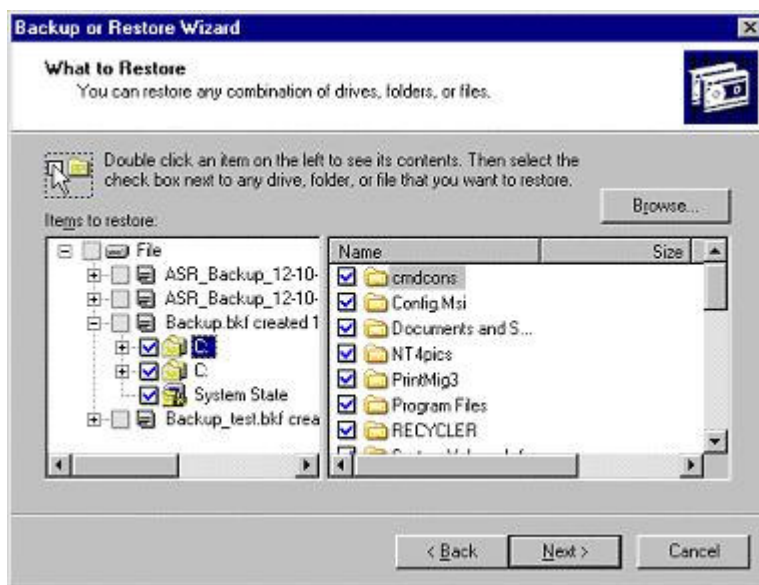 Backup or Restore Wizard
What to Restore
You can restore any combination of drives, folders, or files.
Double click an item on the left to see its contents. Then select the
check box next to any drive, folder, or file that you want to restore.
Browse...
Items to restore:
File
ASR_Backup_12-10-
ASR_Backup_12-10-
Backup.bkf created 1
C:
C:
System State
Backup_test.bkf crea
Name Size
cmdcons
Config.Msi
Documents and S...
NT4pics
PrintMig3
Program Files
RECYCLER
< Back Next > Cancel